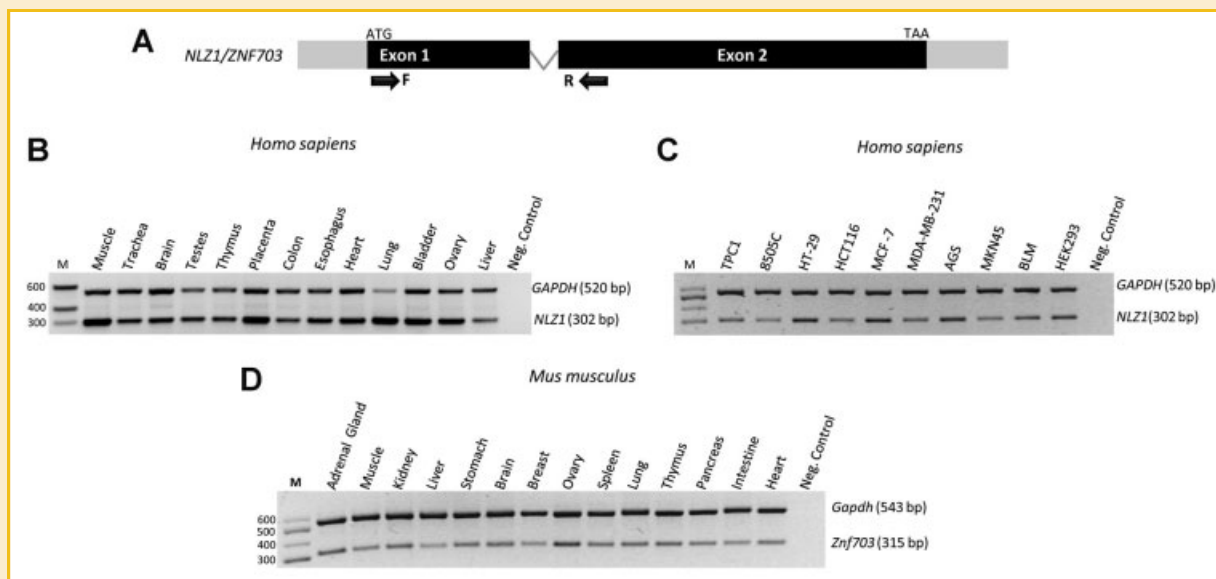 A
ATG
TAA
NLZ1/ZNF703
Exon 1
Exon 2
F
R
B
Homo sapiens
M
Muscle
Trachea
Brain
Testes
Thymus
Placenta
Colon
Esophagus
Heart
Lung
Bladder
Ovary
Liver
Neg. Control
600
400
300
GAPDH (520 bp)
NLZ1 (302 bp)
C
Homo sapiens
M
TPC1
8505C
HT-29
HCT116
MCF-7
MDA-MB-231
AGS
MKN45
BLM
HEK293
Neg. Control
GAPDH (520 bp)
NLZ1(302 bp)
D
Mus musculus
M
Adrenal Gland
Muscle
Kidney
Liver
Stomach
Brain
Breast
Ovary
Spleen
Lung
Thymus
Pancreas
Intestine
Heart
Neg. Control
600
500
400
300
Gapdh (543 bp)
Znf703 (315 bp)